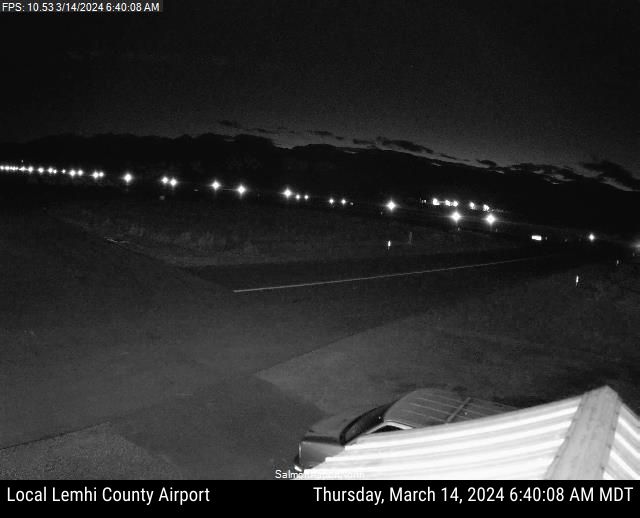 FPS: 10.53 3/14/2024 6:40:08 AM
Local Lemhi County Airport
Thursday, March 14, 2024 6:40:08 AM MDT